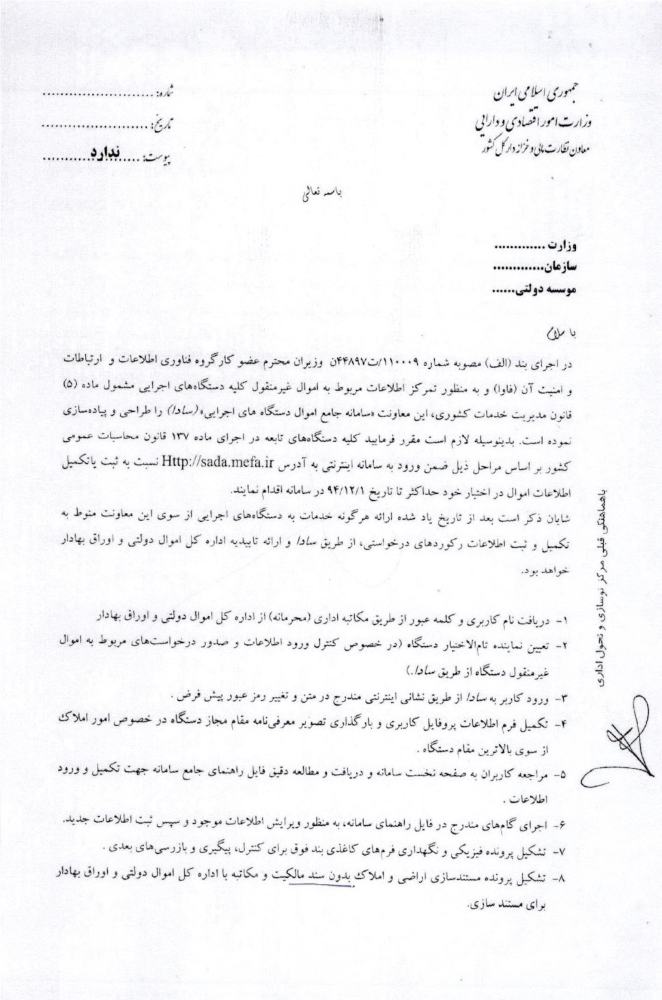 جمهوری اسلامی ایران
وزارت امور اقتصادی و دارایی
معاون نظارت مالی و خزانه دار کل کشور
شماره: .........................
تاریخ: ........................
پیوست: ......ندارد............
باسمه تعالی
وزارت .............
سازمان.............
موسسه دولتی......
با سلام
در اجرای بند (الف) مصوبه شماره ۱۱۰۰۰۹/ت۴۴۸۹۷ن وزیران محترم عضو کارگروه فناوری اطلاعات و ارتباطات
و امنیت آن (فاوا) و به منظور تمرکز اطلاعات مربوط به اموال غیرمنقول کلیه دستگاه‌های اجرایی مشمول ماده (۵)
قانون مدیریت خدمات کشوری، این معاونت «سامانه جامع اموال دستگاه های اجرایی» (سادا) را طراحی و پیاده‌سازی
نموده است. بدینوسیله لازم است مقرر فرمایید کلیه دستگاه‌های تابعه در اجرای ماده ۱۳۷ قانون محاسبات عمومی
کشور بر اساس مراحل ذیل ضمن ورود به سامانه اینترنتی به آدرس Http://sada.mefa.ir نسبت به ثبت یاتکمیل
اطلاعات اموال در اختیار خود حداکثر تا تاریخ ۹۴/۱۲/۱ در سامانه اقدام نمایند.
شایان ذکر است بعد از تاریخ یاد شده ارائه هرگونه خدمات به دستگاه‌های اجرایی از سوی این معاونت منوط به
تکمیل و ثبت اطلاعات رکوردهای درخواستی، از طریق سادا و ارائه تاییدیه اداره کل اموال دولتی و اوراق بهادار
خواهد بود.
۱- دریافت نام کاربری و کلمه عبور از طریق مکاتبه اداری (محرمانه) از اداره کل اموال دولتی و اوراق بهادار
۲- تعیین نماینده تام‌الاختیار دستگاه (در خصوص کنترل ورود اطلاعات و صدور درخواست‌های مربوط به اموال
غیرمنقول دستگاه از طریق سادا.)
۳- ورود کاربر به سادا از طریق نشانی اینترنتی مندرج در متن و تغییر رمز عبور پیش فرض .
۴- تکمیل فرم اطلاعات پروفایل کاربری و بارگذاری تصویر معرفی‌نامه مقام مجاز دستگاه در خصوص امور املاک
از سوی بالاترین مقام دستگاه .
۵- مراجعه کاربران به صفحه نخست سامانه و دریافت و مطالعه دقیق فایل راهنمای جامع سامانه جهت تکمیل و ورود
اطلاعات .
۶- اجرای گام‌های مندرج در فایل راهنمای سامانه، به منظور ویرایش اطلاعات موجود و سپس ثبت اطلاعات جدید.
۷- تشکیل پرونده فیزیکی و نگهداری فرم‌های کاغذی بند فوق برای کنترل، پیگیری و بازرسی‌های بعدی .
۸- تشکیل پرونده مستندسازی اراضی و املاک بدون سند مالکیت و مکاتبه با اداره کل اموال دولتی و اوراق بهادار
برای مستند سازی.
باهماهنگی قبلی مرکز نوسازی و تحول اداری